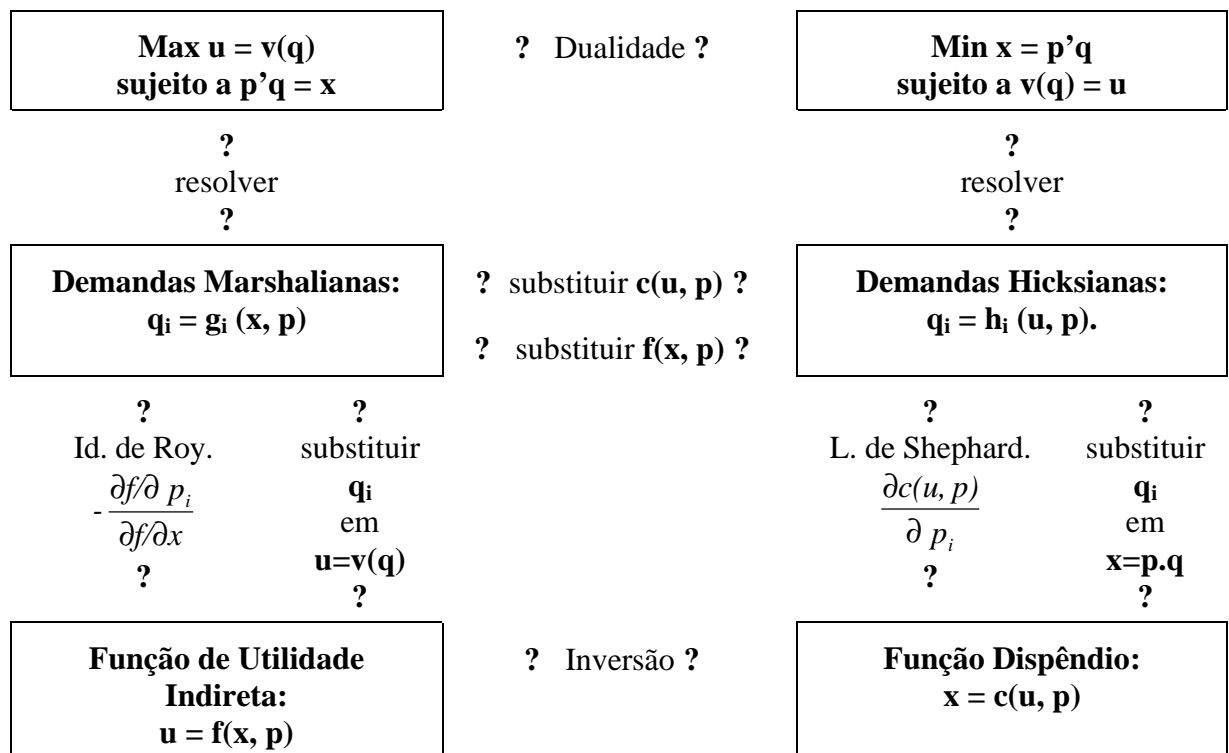 Max u = v(q)
sujeito a p’q = x
? Dualidade ?
Min x = p’q
sujeito a v(q) = u
?
resolver
?
?
resolver
?
Demandas Marshalianas:
qi = gi (x, p)
? substituir c(u, p) ?
? substituir f(x, p) ?
Demandas Hicksianas:
qi = hi (u, p).
?
Id. de Roy.
- ∂f/∂ pi
∂f/∂x
?
?
substituir
qi
em
u=v(q)
?
?
L. de Shephard.
∂c(u, p)
∂ pi
?
?
substituir
qi
em
x=p.q
?
Função de Utilidade
Indireta:
u = f(x, p)
? Inversão ?
Função Dispêndio:
x = c(u, p)